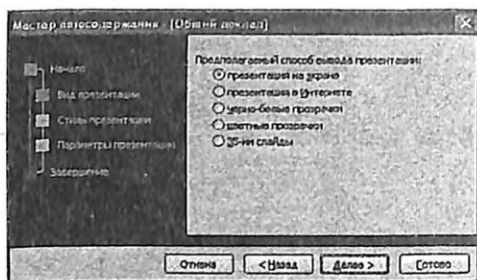 Мастер автосодержания - [Общий доклад]
Начало
Вид презентации
Стиль презентации
Параметры презентации
Завершение
Предполагаемый способ вывода презентации:
презентация на экране
презентация в Интернете
черно-белые прозрачки
цветные прозрачки
35-мм слайды
Отмена
< Назад
Далее >
Готово